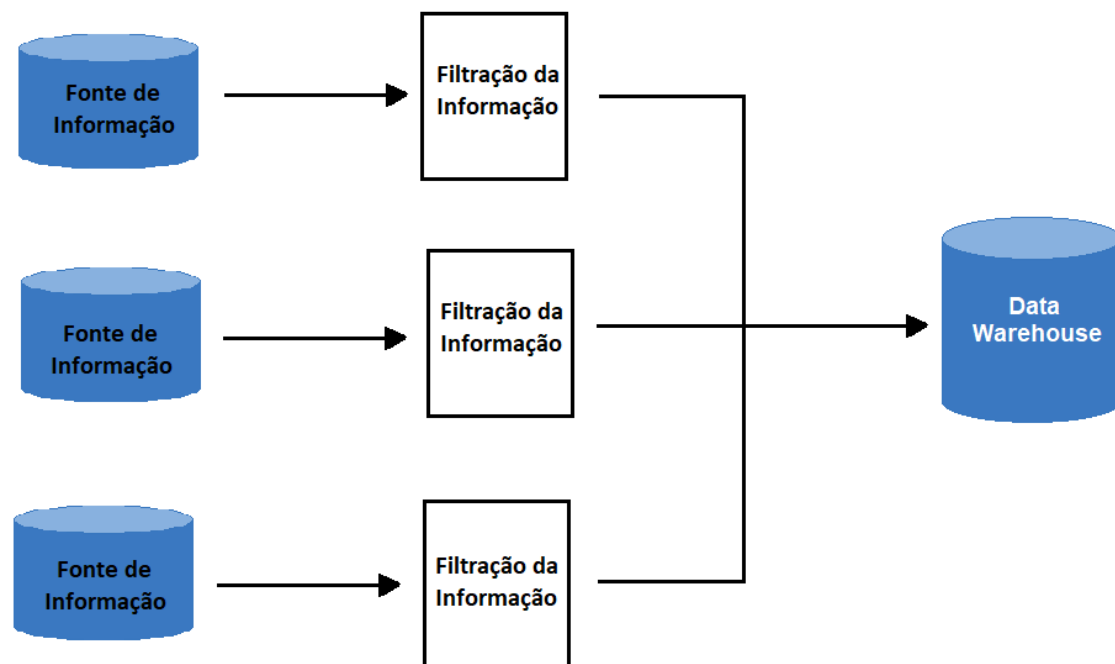 Fonte de
Informação
Filtração da
Informação
Fonte de
Informação
Filtração da
Informação
Data
Warehouse
Fonte de
Informação
Filtração da
Informação